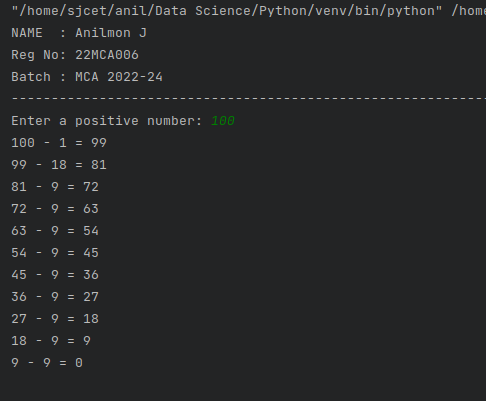 "/home/sjcet/anil/Data Science/Python/venv/bin/python" /home
NAME  : Anilmon J
Reg No: 22MCA006
Batch : MCA 2022-24
------------------------------------------------------------
Enter a positive number: 100
100 - 1 = 99
99 - 18 = 81
81 - 9 = 72
72 - 9 = 63
63 - 9 = 54
54 - 9 = 45
45 - 9 = 36
36 - 9 = 27
27 - 9 = 18
18 - 9 = 9
9 - 9 = 0